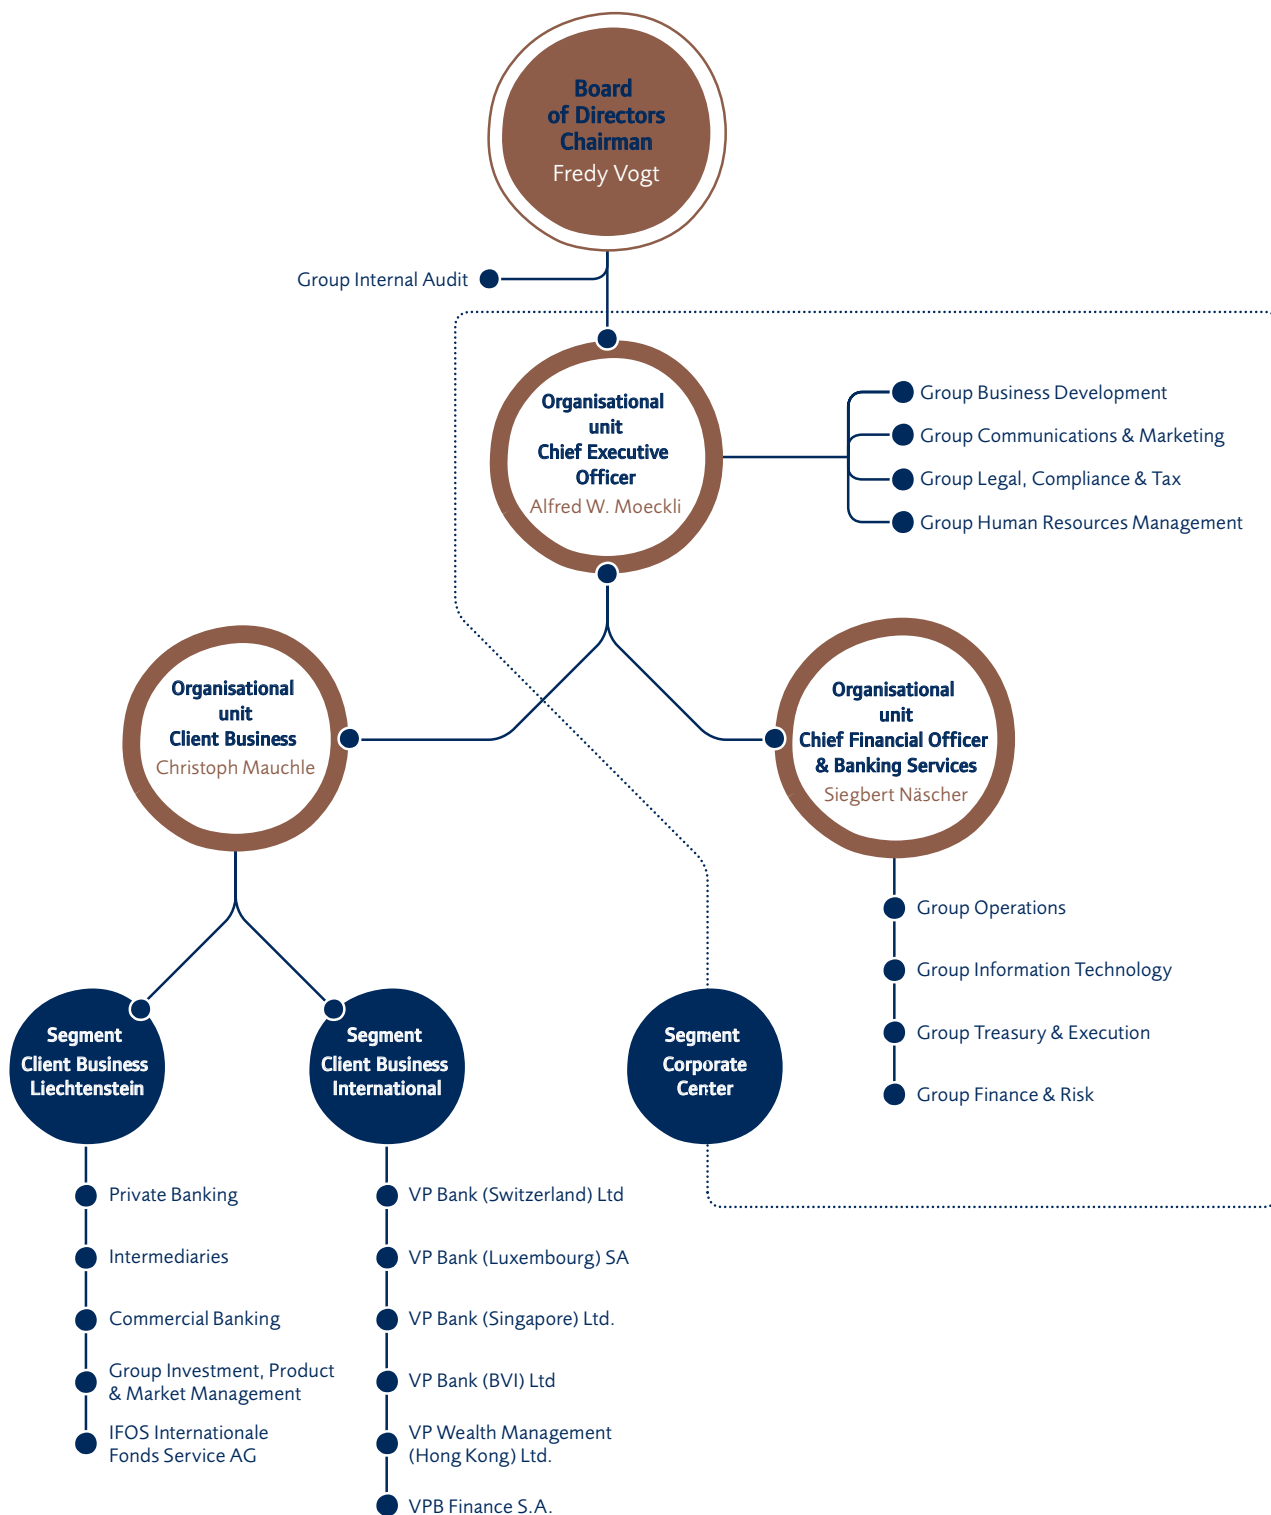 Board
of Directors
Chairman
Fredy Vogt
Group Internal Audit
Organisational
unit
Chief Executive
Officer
Alfred W. Moeckli
Group Business Development
Group Communications & Marketing
Group Legal, Compliance & Tax
Group Human Resources Management
Organisational
unit
Client Business
Christoph Mauchle
Organisational
unit
Chief Financial Officer
& Banking Services
Siegbert Näscher
Group Operations
Group Information Technology
Group Treasury & Execution
Group Finance & Risk
Segment
Client Business
Liechtenstein
Segment
Client Business
International
Segment
Corporate
Center
Private Banking
Intermediaries
Commercial Banking
Group Investment, Product
& Market Management
IFOS Internationale
Fonds Service AG
VP Bank (Switzerland) Ltd
VP Bank (Luxembourg) SA
VP Bank (Singapore) Ltd.
VP Bank (BVI) Ltd
VP Wealth Management
(Hong Kong) Ltd.
VPB Finance S.A.